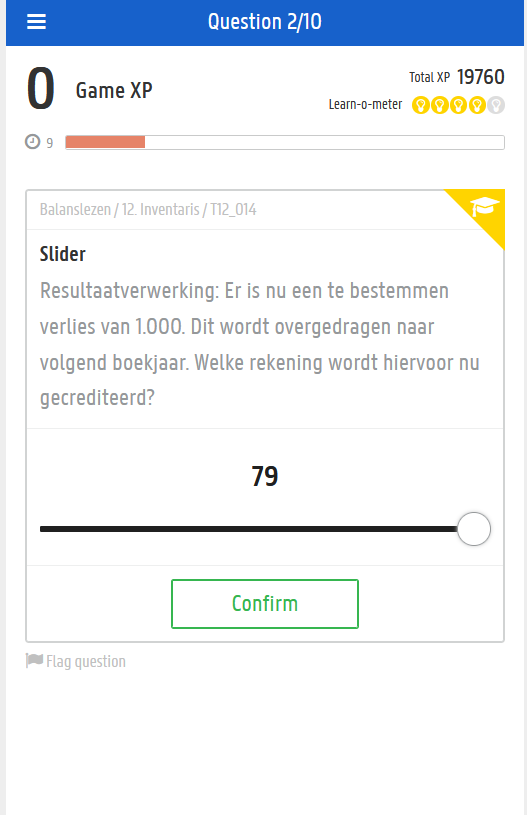 Question 2/10
0 Game XP
Total XP 19760
Learn-o-meter
9
Balanslezen / 12. Inventaris / T12_014
Slider
Resultaatverwerking: Er is nu een te bestemmen
verlies van 1.000. Dit wordt overgedragen naar
volgend boekjaar. Welke rekening wordt hiervoor nu
gecrediteerd?
79
Confirm
Flag question